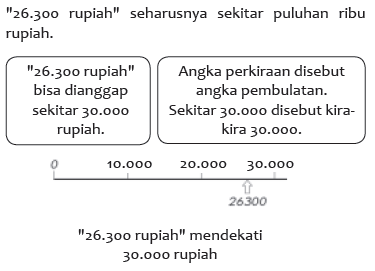 "26.300 rupiah" seharusnya sekitar puluhan ribu
rupiah.
"26.300 rupiah"
bisa dianggap
sekitar 30.000
rupiah.
Angka perkiraan disebut
angka pembulatan.
Sekitar 30.000 disebut kira-
kira 30.000.
0 10.000 20.000 30.000
26300
"26.300 rupiah" mendekati
30.000 rupiah